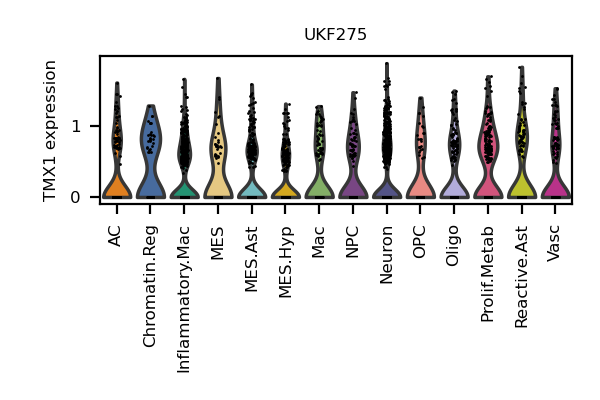 UKF275
TMX1 expression
1
0
AC
Chromatin.Reg
Inflammatory.Mac
MES
MES.Ast
MES.Hyp
Mac
NPC
Neuron
OPC
Oligo
Prolif.Metab
Reactive.Ast
Vasc